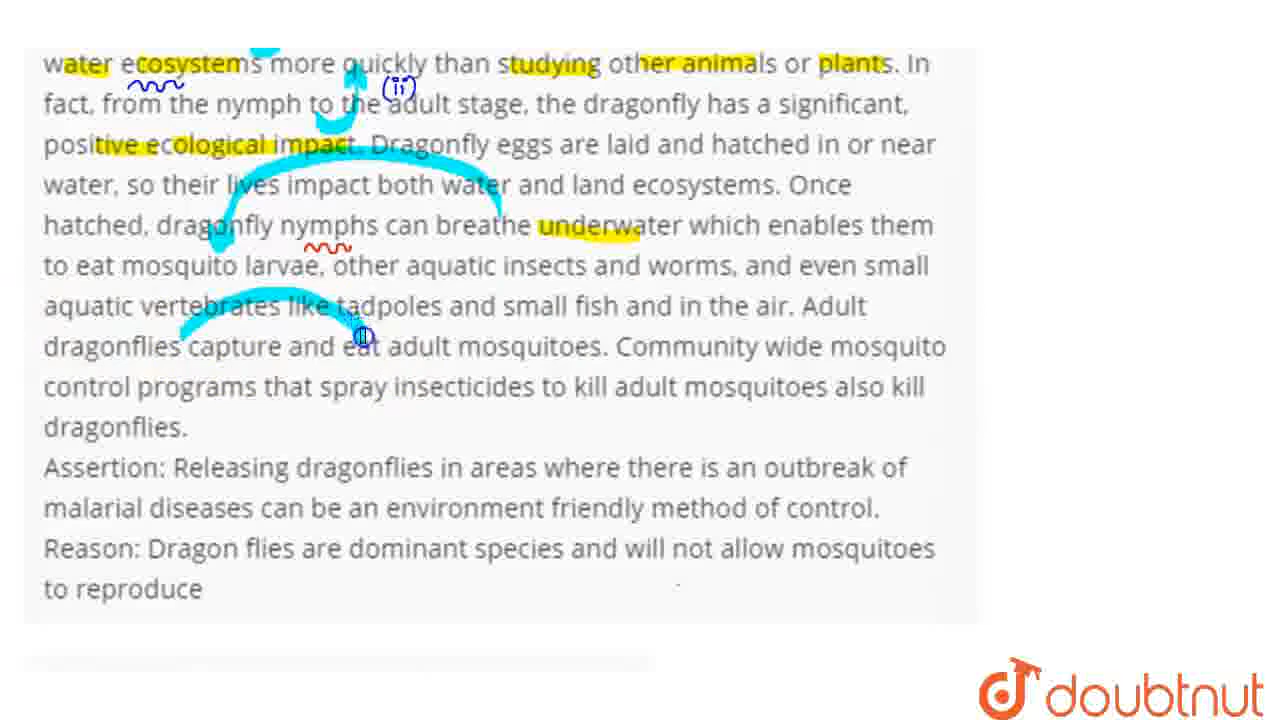 water ecosystems more quickly than studying other animals or plants. In
(ii)
fact, from the nymph to the adult stage, the dragonfly has a significant,
positive ecological impact. Dragonfly eggs are laid and hatched in or near
water, so their lives impact both water and land ecosystems. Once
hatched, dragonfly nymphs can breathe underwater which enables them
to eat mosquito larvae, other aquatic insects and worms, and even small
aquatic vertebrates like tadpoles and small fish and in the air. Adult
dragonflies capture and eat adult mosquitoes. Community wide mosquito
control programs that spray insecticides to kill adult mosquitoes also kill
dragonflies.
Assertion: Releasing dragonflies in areas where there is an outbreak of
malarial diseases can be an environment friendly method of control.
Reason: Dragon flies are dominant species and will not allow mosquitoes
to reproduce
doubtnut